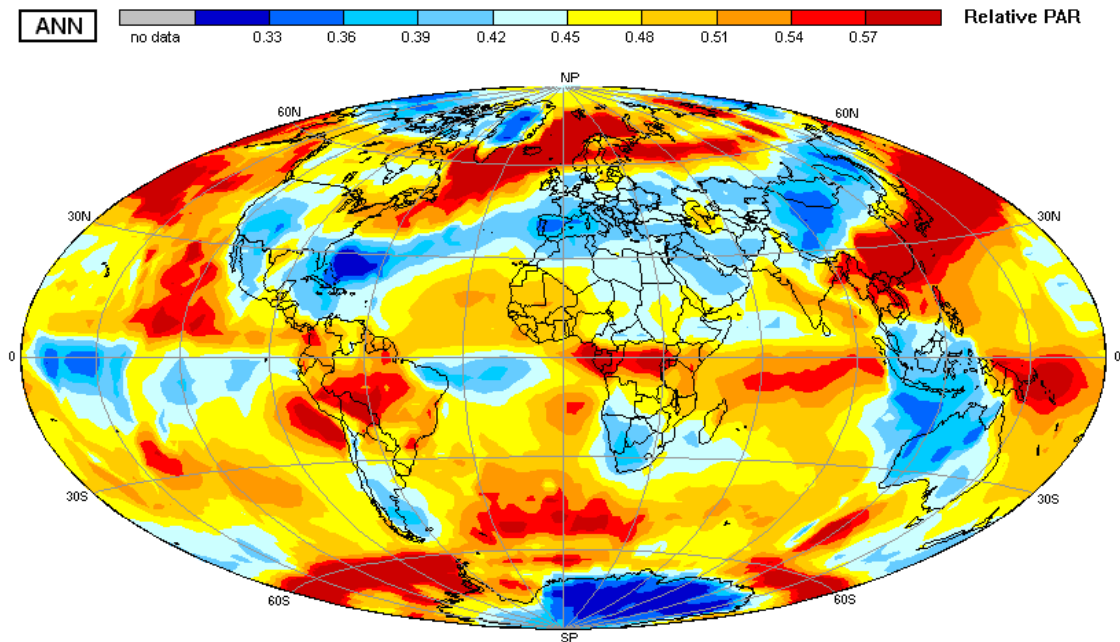 ANN
Relative PAR
no data 0.33 0.36 0.39 0.42 0.45 0.48 0.51 0.54 0.57
NP
60N 60N
30N 30N
0 0
30S 30S
60S 60S
SP